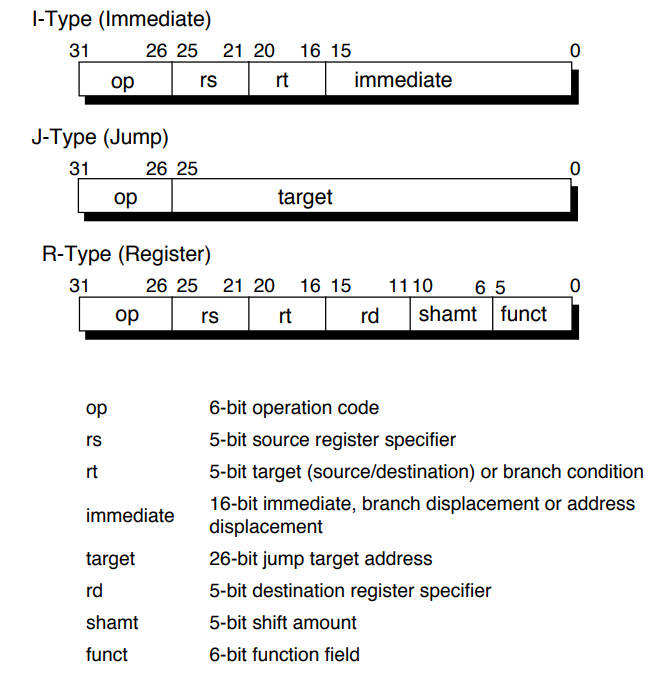 I-Type (Immediate)
31 26 25 21 20 16 15 0
op rs rt immediate
J-Type (Jump)
31 26 25 0
op target
R-Type (Register)
31 26 25 21 20 16 15 11 10 6 5 0
op rs rt rd shamt funct
op 6-bit operation code
rs 5-bit source register specifier
rt 5-bit target (source/destination) or branch condition
immediate 16-bit immediate, branch displacement or address
displacement
target 26-bit jump target address
rd 5-bit destination register specifier
shamt 5-bit shift amount
funct 6-bit function field